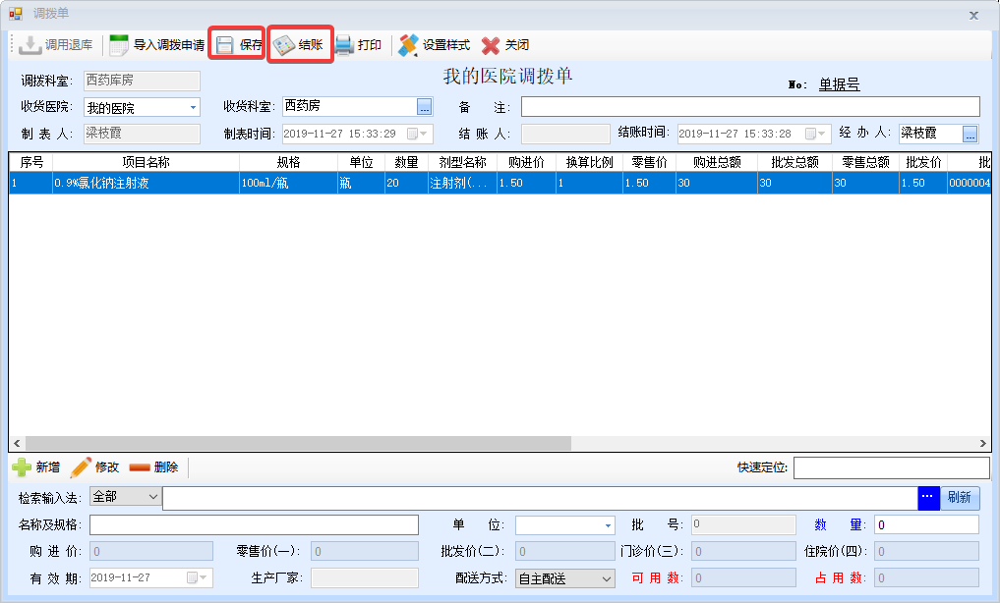 调拨单
调用退库 导入调拨申请 保存 结账 打印 设置样式 关闭
调拨科室: 西药库房 我的医院调拨单 No: 单据号
收货医院: 我的医院 收货科室: 西药房 ... 备 注:
制 表 人: 梁枝霞 制表时间: 2019-11-27 15:33:29 结 账 人: 结账时间: 2019-11-27 15:33:28 经 办 人: 梁枝霞 ...
序号 项目名称 规格 单位 数量 剂型名称 购进价 换算比例 零售价 购进总额 批发总额 零售总额 批发价 批
1 0.9%氯化钠注射液 100ml/瓶 瓶 20 注射剂(... 1.50 1 1.50 30 30 30 1.50 0000004
新增 修改 删除 快速定位:
检索输入法: 全部 ... 刷新
名称及规格: 单 位: 批 号: 0 数 量: 0
购 进 价: 0 零售价(一): 0 批发价(二): 0 门诊价(三): 0 住院价(四): 0
有 效 期: 2019-11-27 生产厂家: 配送方式: 自主配送 可 用 数: 0 占 用 数: 0